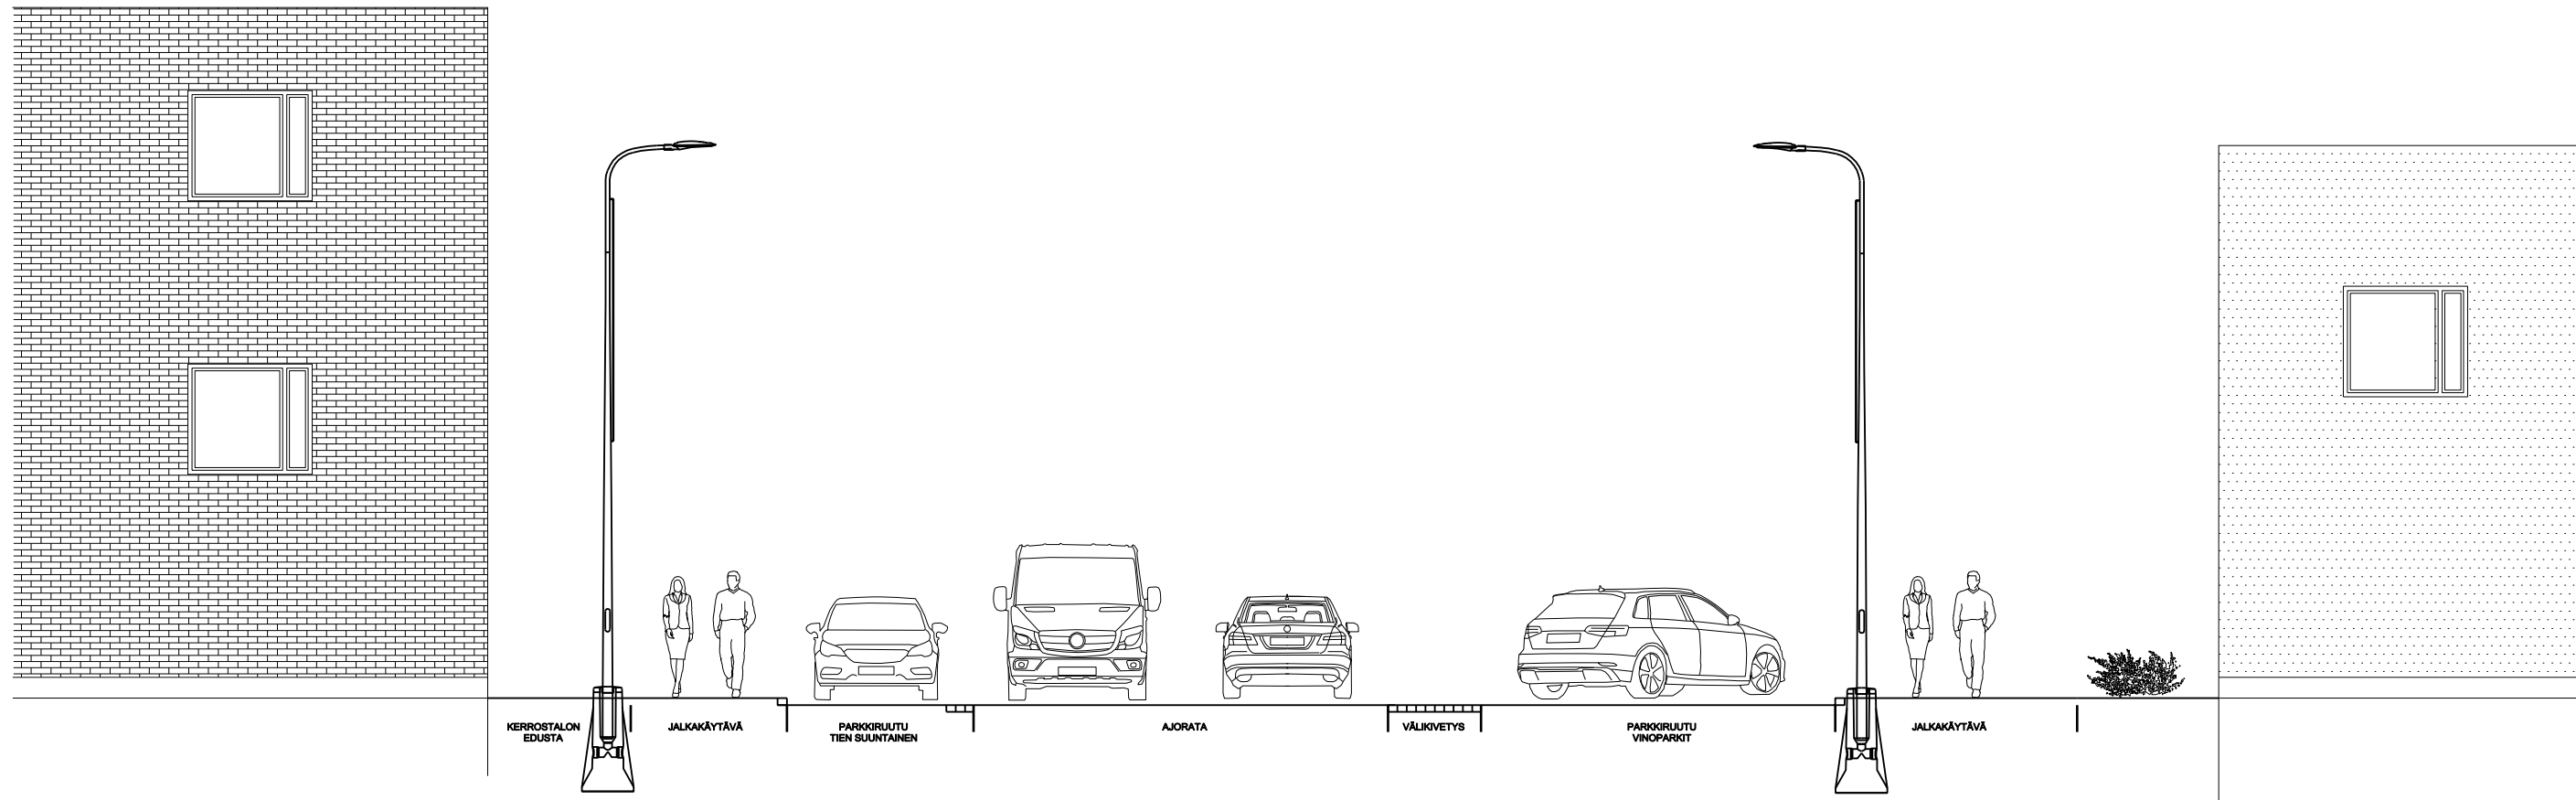 KERROSTALON
EDUSTA
JALKAKÄYTÄVÄ
PARKKIRUUTU
TIEN SUUNTAINEN
AJORATA
VÄLIKIVETYS
PARKKIRUUTU
VINOPARKIT
JALKAKÄYTÄVÄ